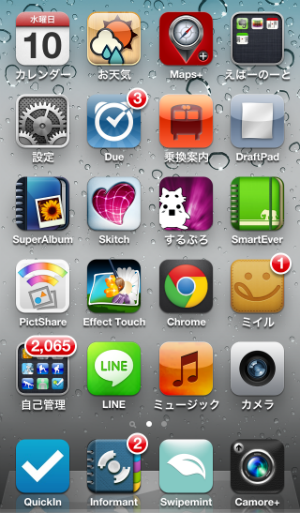 水曜日
10
カレンダー
お天気
Maps+
えばーのーと
3
設定
Due
乗換案内
DraftPad
SuperAlbum
Skitch
するぷろ
SmartEver
1
PictShare
Effect Touch
Chrome
ミイル
2,065
LINE
自己管理
LINE
ミュージック
カメラ
2
QuickIn
Informant
Swipemint
Camore+